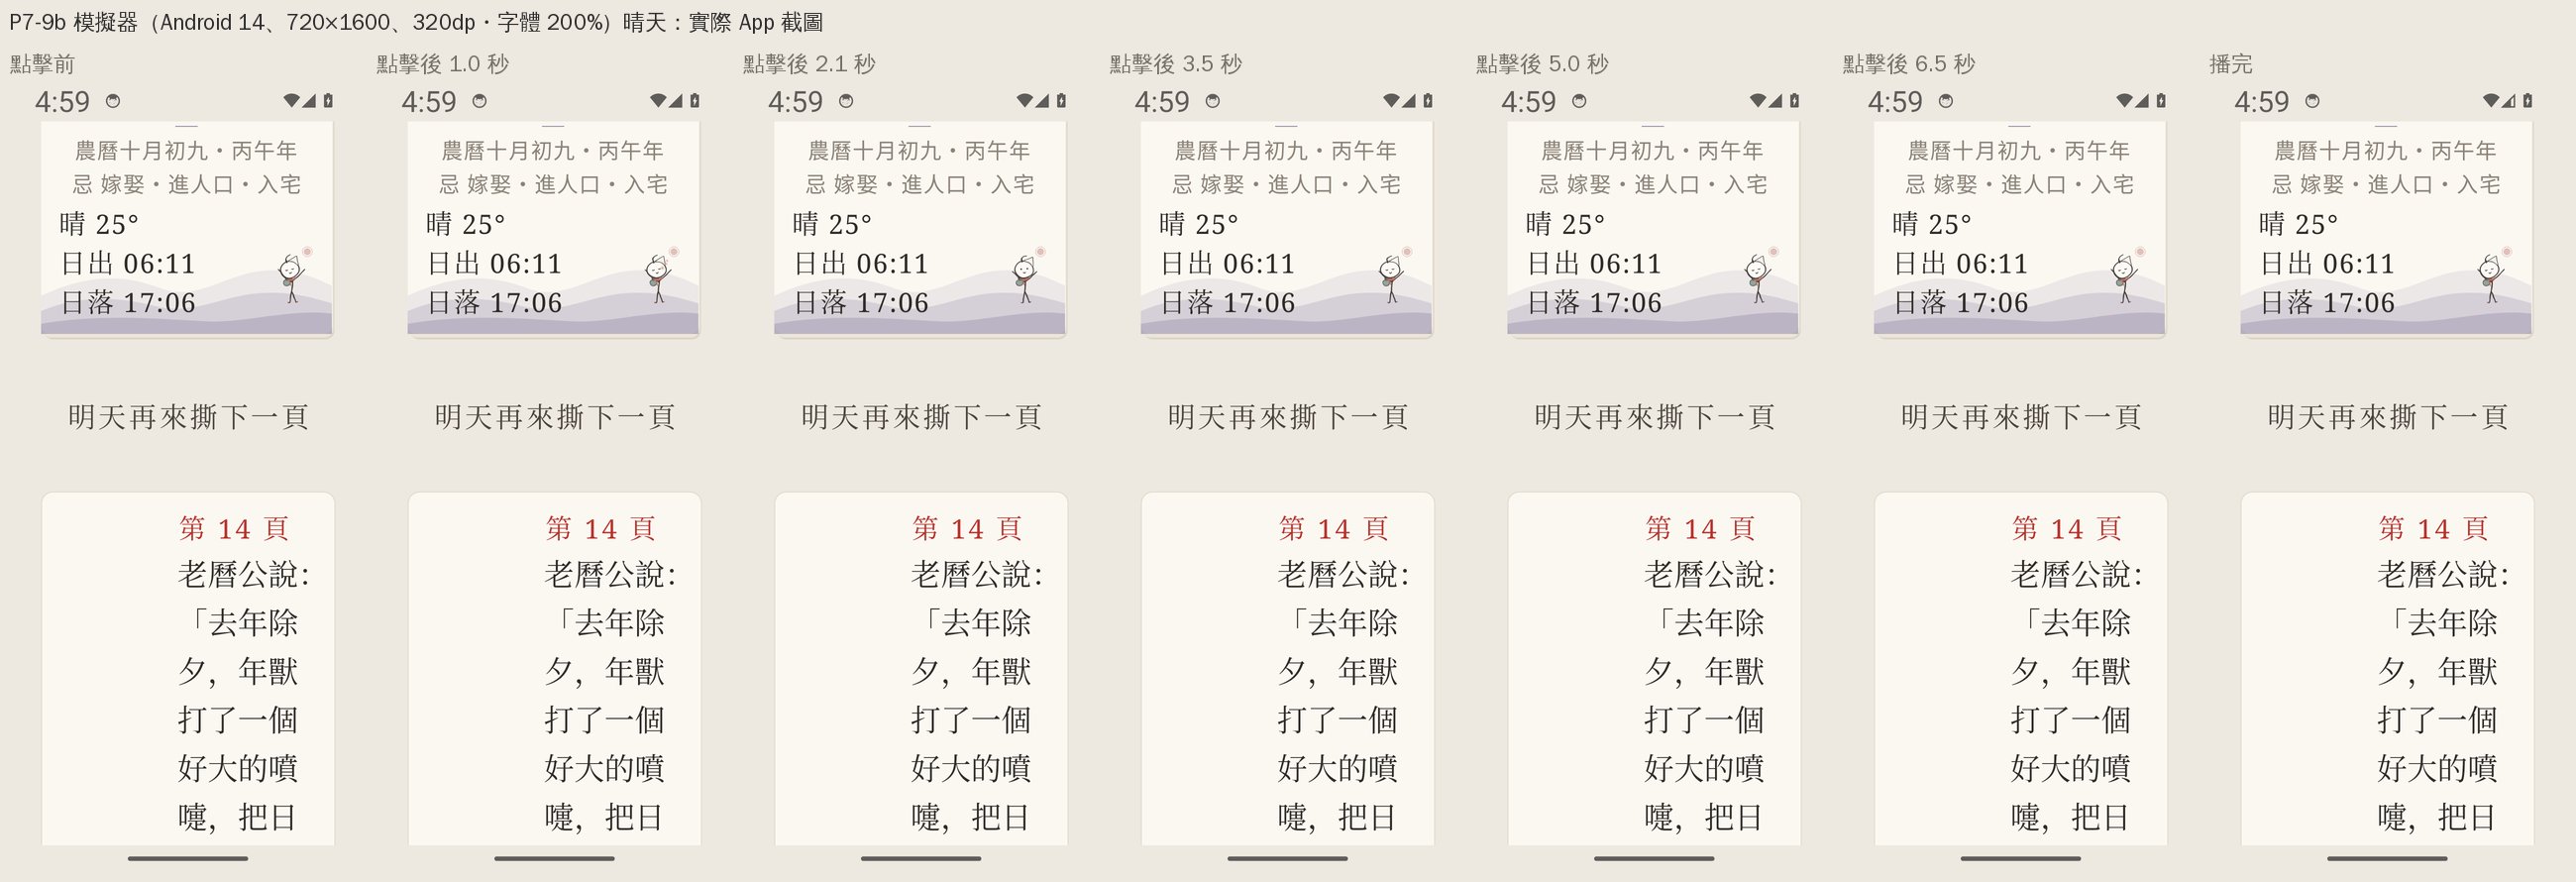 P7-9b 模擬器（Android 14、720×1600、320dp・字體 200%）晴天：實際 App 截圖
點擊前
4:59
農曆十月初九・丙午年
忌 嫁娶・進人口・入宅
晴 25°
日出 06:11
日落 17:06
明天再來撕下一頁
第 14 頁
老曆公說：
「去年除
夕，年獸
打了一個
好大的噴
嚏，把日
點擊後 1.0 秒
4:59
農曆十月初九・丙午年
忌 嫁娶・進人口・入宅
晴 25°
日出 06:11
日落 17:06
明天再來撕下一頁
第 14 頁
老曆公說：
「去年除
夕，年獸
打了一個
好大的噴
嚏，把日
點擊後 2.1 秒
4:59
農曆十月初九・丙午年
忌 嫁娶・進人口・入宅
晴 25°
日出 06:11
日落 17:06
明天再來撕下一頁
第 14 頁
老曆公說：
「去年除
夕，年獸
打了一個
好大的噴
嚏，把日
點擊後 3.5 秒
4:59
農曆十月初九・丙午年
忌 嫁娶・進人口・入宅
晴 25°
日出 06:11
日落 17:06
明天再來撕下一頁
第 14 頁
老曆公說：
「去年除
夕，年獸
打了一個
好大的噴
嚏，把日
點擊後 5.0 秒
4:59
農曆十月初九・丙午年
忌 嫁娶・進人口・入宅
晴 25°
日出 06:11
日落 17:06
明天再來撕下一頁
第 14 頁
老曆公說：
「去年除
夕，年獸
打了一個
好大的噴
嚏，把日
點擊後 6.5 秒
4:59
農曆十月初九・丙午年
忌 嫁娶・進人口・入宅
晴 25°
日出 06:11
日落 17:06
明天再來撕下一頁
第 14 頁
老曆公說：
「去年除
夕，年獸
打了一個
好大的噴
嚏，把日
播完
4:59
農曆十月初九・丙午年
忌 嫁娶・進人口・入宅
晴 25°
日出 06:11
日落 17:06
明天再來撕下一頁
第 14 頁
老曆公說：
「去年除
夕，年獸
打了一個
好大的噴
嚏，把日